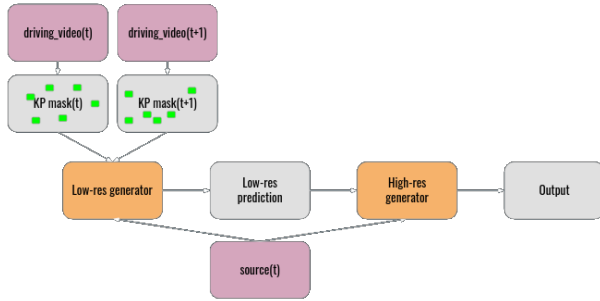 driving_video(t)
driving_video(t+1)
KP mask(t)
KP mask(t+1)
Low-res generator
Low-res
prediction
High-res
generator
Output
source(t)